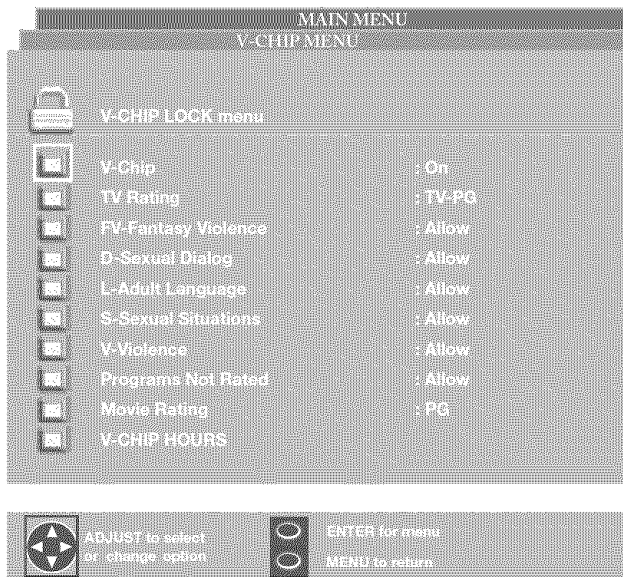 MAIN MENU
V-CHIP MENU
V-CHIP LOCK menu
V-Chip : On
TV Rating : TV-PG
FV-Fantasy Violence : Allow
D-Sexual Dialog : Allow
L-Adult Language : Allow
S-Sexual Situations : Allow
V-Violence : Allow
Programs Not Rated : Allow
Movie Rating : PG
V-CHIP HOURS
ADJUST to select
or change option
ENTER for menu
MENU to return